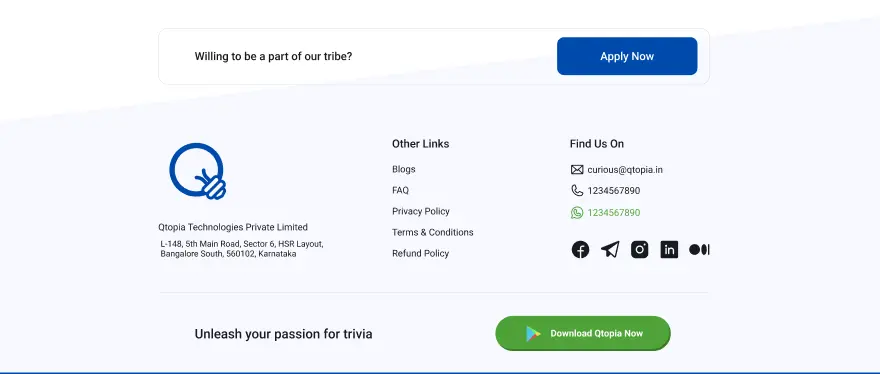 Willing to be a part of our tribe?
Apply Now
Qtopia Technologies Private Limited
L-148, 5th Main Road, Sector 6, HSR Layout,
Bangalore South, 560102, Karnataka
Other Links
Blogs
FAQ
Privacy Policy
Terms & Conditions
Refund Policy
Find Us On
curious@qtopia.in
1234567890
1234567890
Unleash your passion for trivia
Download Qtopia Now